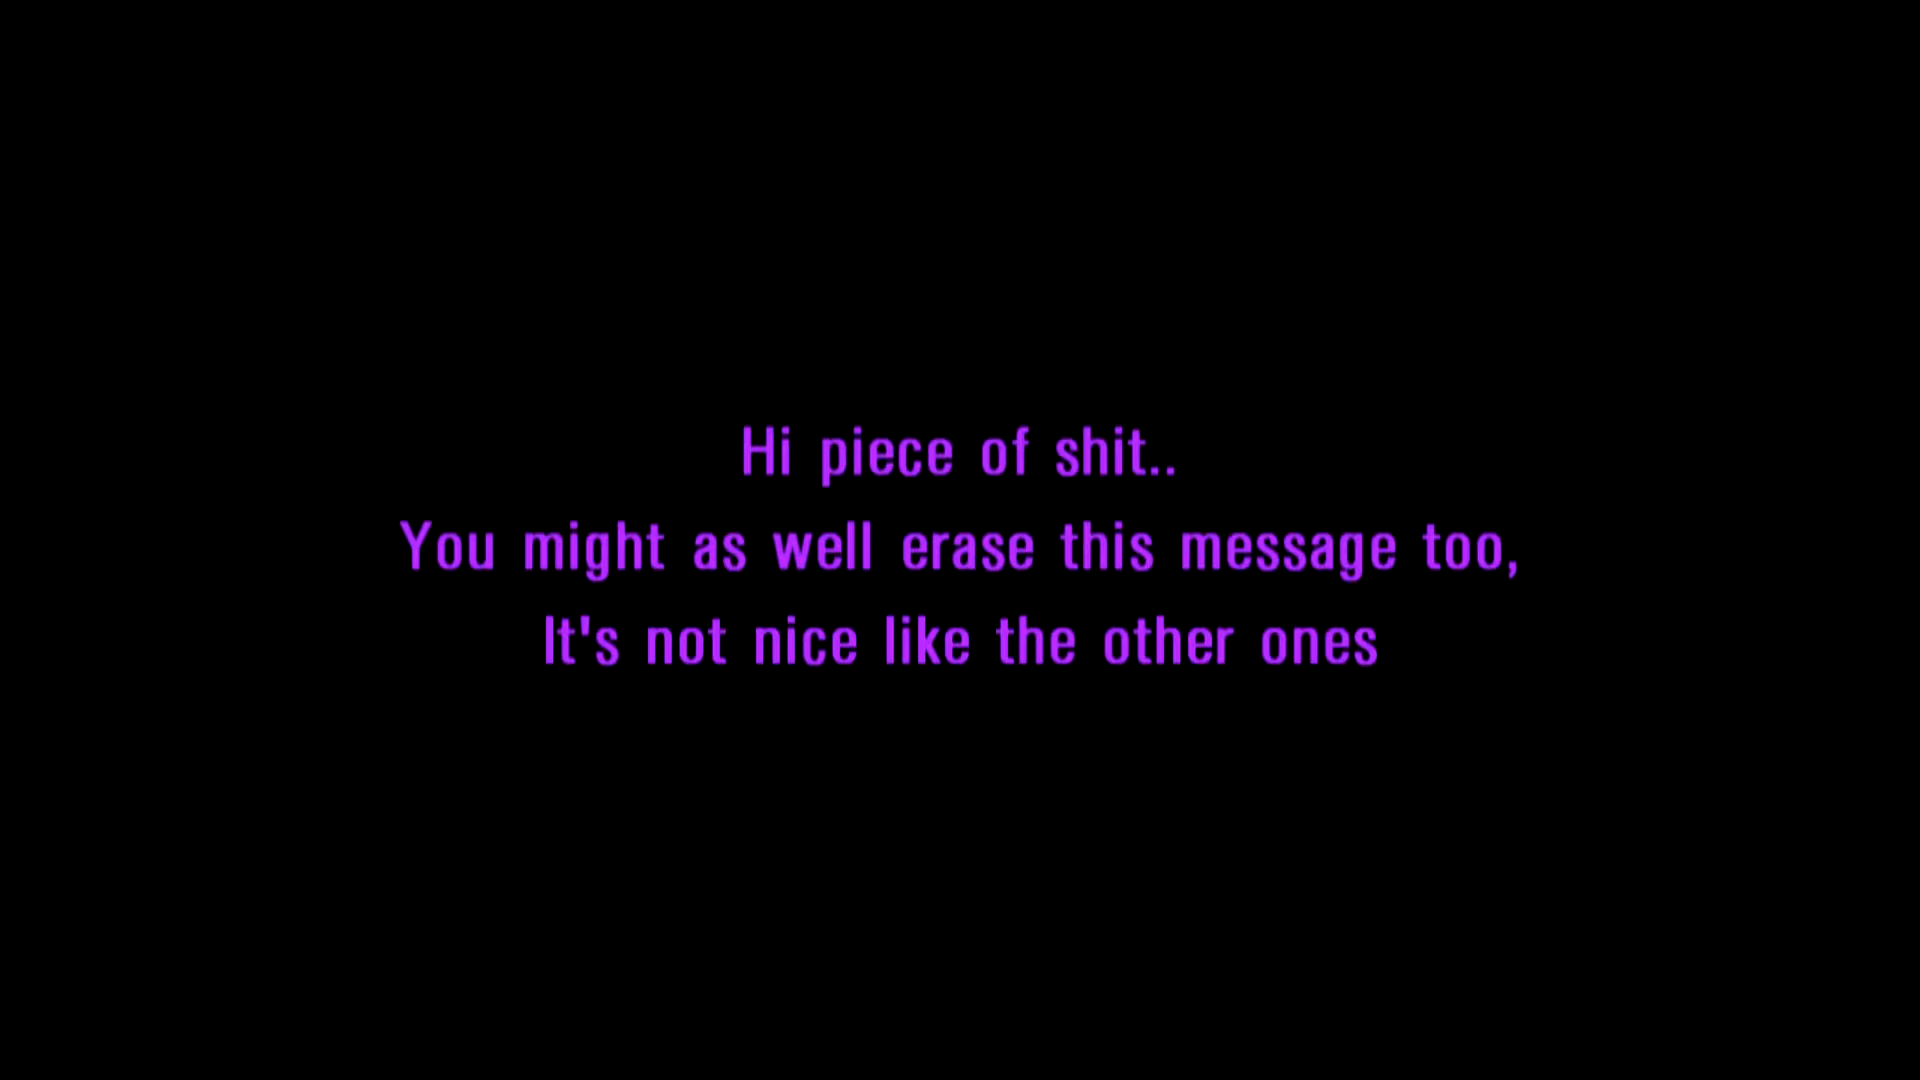 Hi piece of shit..
You might as well erase this message too,
It's not nice like the other ones